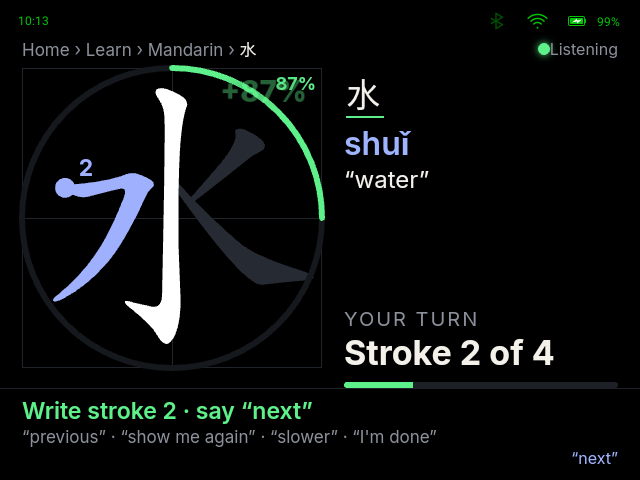 10:13
99%
Home › Learn › Mandarin › 水
Listening
+87%
87%
2
水
shuǐ
“water”
YOUR TURN
Stroke 2 of 4
Write stroke 2 · say “next”
“previous” · “show me again” · “slower” · “I'm done”
“next”